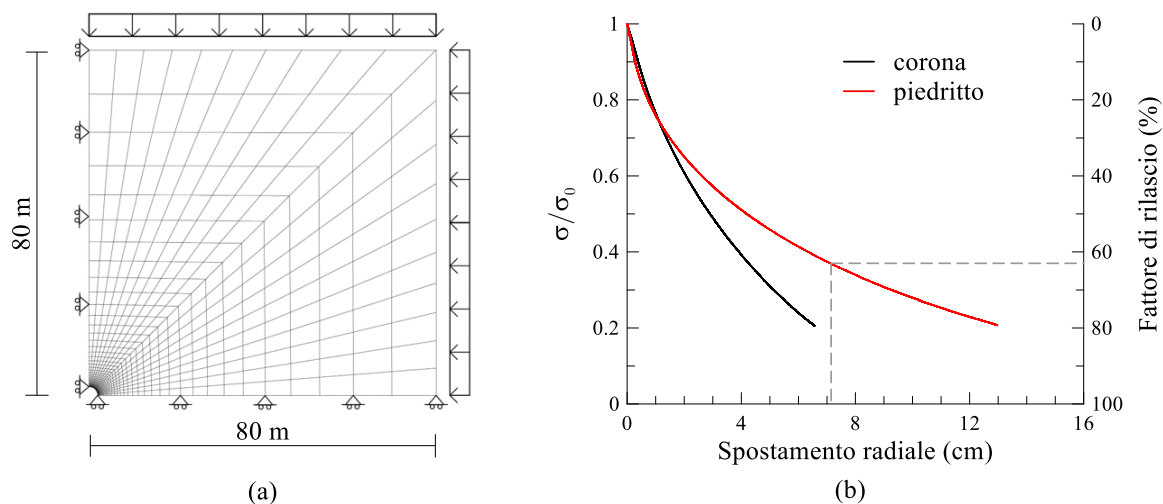 80 m
80 m
(a)
1
0.8
0.6
0.4
0.2
0
σ/σ0
0
4
8
12
16
Spostamento radiale (cm)
corona
piedritto
0
20
40
60
80
100
Fattore di rilascio (%)
(b)